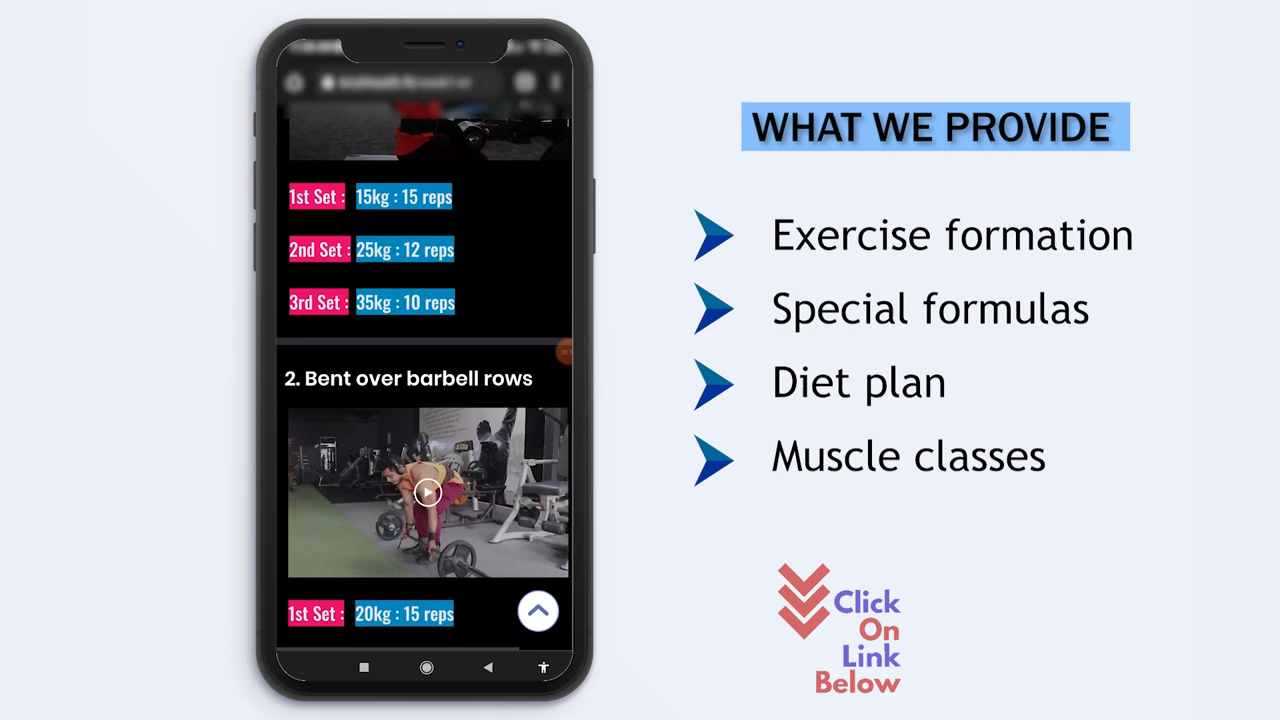 1st Set : 15kg : 15 reps
2nd Set : 25kg : 12 reps
3rd Set : 35kg : 10 reps
2. Bent over barbell rows
1st Set : 20kg : 15 reps
WHAT WE PROVIDE
Exercise formation
Special formulas
Diet plan
Muscle classes
Click
On
Link
Below